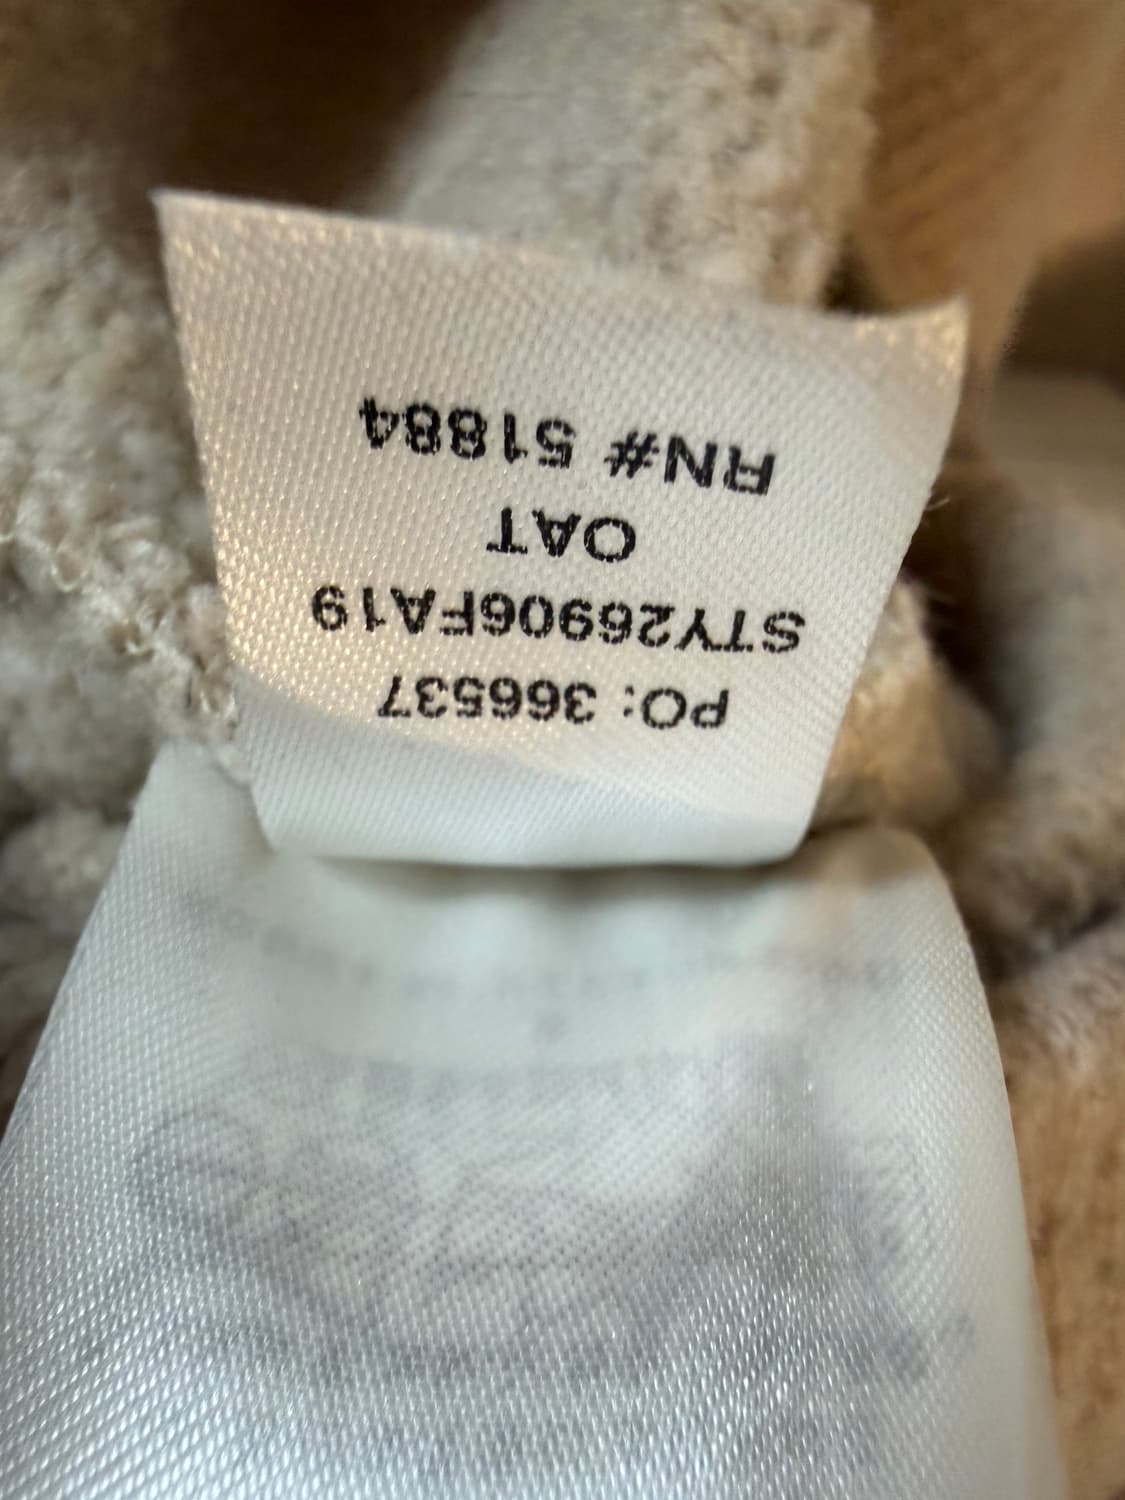 PO: 366537
STY26906FA19
OAT
RN# 51884